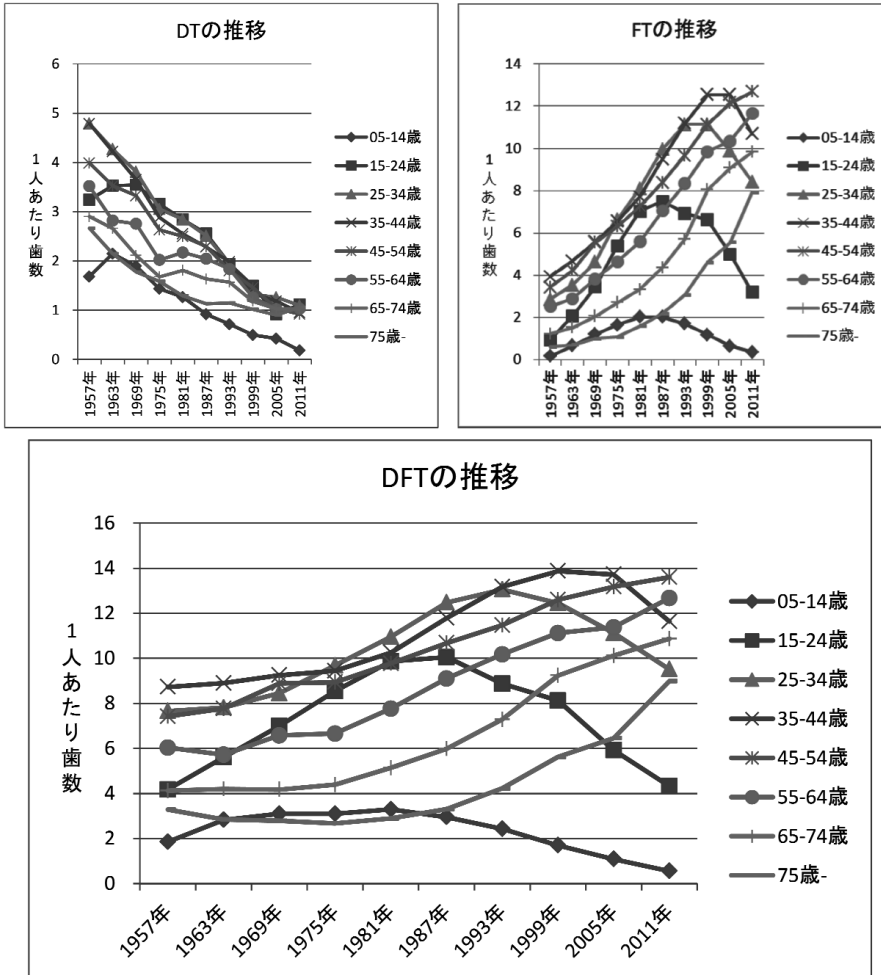 DTの推移
6
5
4
3
2
1
0
1人あたり歯数
1957年
1963年
1969年
1975年
1981年
1987年
1993年
1999年
2005年
2011年
05-14歳
15-24歳
25-34歳
35-44歳
45-54歳
55-64歳
65-74歳
75歳-
FTの推移
14
12
10
8
6
4
2
0
1人あたり歯数
1957年
1963年
1969年
1975年
1981年
1987年
1993年
1999年
2005年
2011年
05-14歳
15-24歳
25-34歳
35-44歳
45-54歳
55-64歳
65-74歳
75歳-
DFTの推移
16
14
12
10
8
6
4
2
0
1人あたり歯数
1957年
1963年
1969年
1975年
1981年
1987年
1993年
1999年
2005年
2011年
05-14歳
15-24歳
25-34歳
35-44歳
45-54歳
55-64歳
65-74歳
75歳-